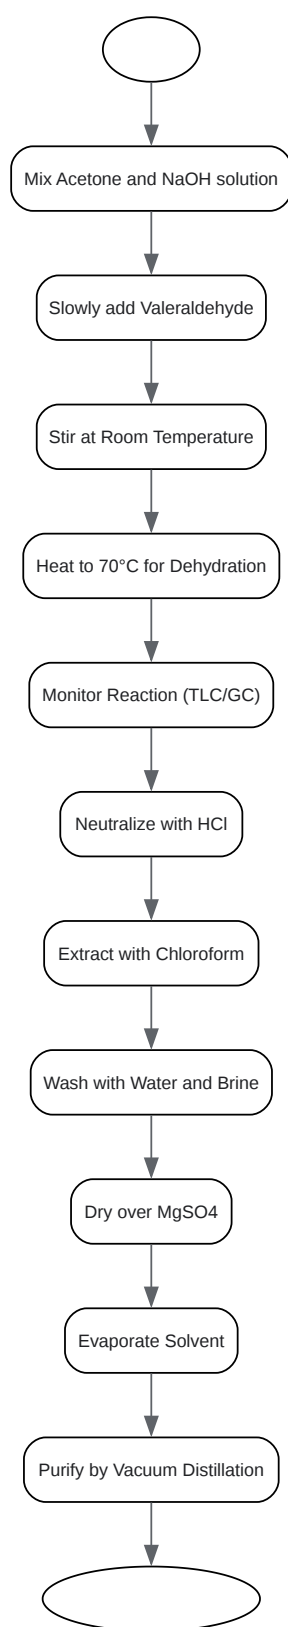 Mix Acetone and NaOH solution
Slowly add Valeraldehyde
Stir at Room Temperature
Heat to 70°C for Dehydration
Monitor Reaction (TLC/GC)
Neutralize with HCl
Extract with Chloroform
Wash with Water and Brine
Dry over MgSO4
Evaporate Solvent
Purify by Vacuum Distillation